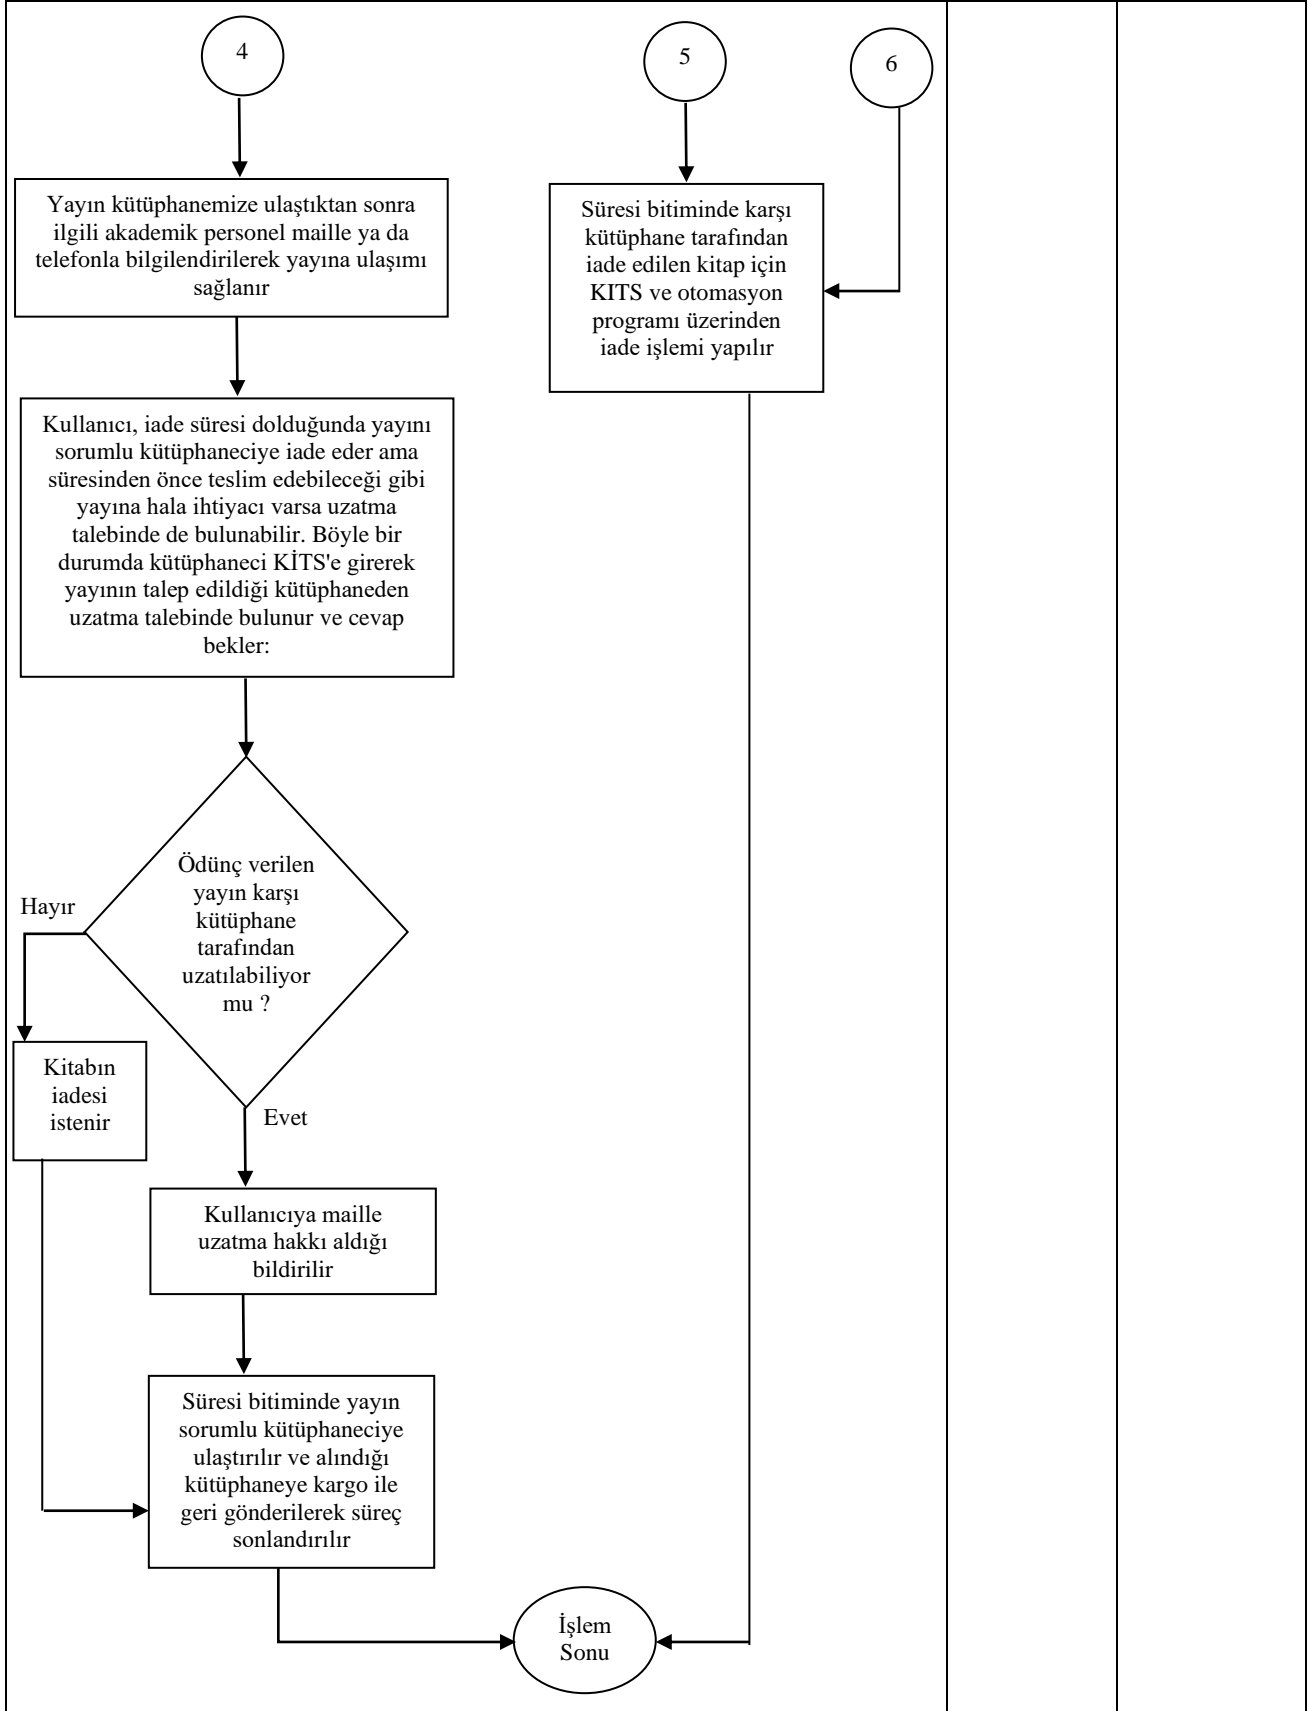 4
Yayın kütüphanemize ulaştıktan sonra
ilgili akademik personel maille ya da
telefonla bilgilendirilerek yayına ulaşımı
sağlanır
Kullanıcı, iade süresi dolduğunda yayını
sorumlu kütüphaneciye iade eder ama
süresinden önce teslim edebileceği gibi
yayına hala ihtiyacı varsa uzatma
talebinde de bulunabilir. Böyle bir
durumda kütüphaneci KİTS'e girerek
yayının talep edildiği kütüphaneden
uzatma talebinde bulunur ve cevap
bekler:
Ödünç verilen
yayın karşı
kütüphane
tarafından
uzatılabiliyor
mu ?
Hayır
Kitabın
iadesi
istenir
Evet
Kullanıcıya maille
uzatma hakkı aldığı
bildirilir
Süresi bitiminde yayın
sorumlu kütüphaneciye
ulaştırılır ve alındığı
kütüphaneye kargo ile
geri gönderilerek süreç
sonlandırılır
5
6
Süresi bitiminde karşı
kütüphane tarafından
iade edilen kitap için
KITS ve otomasyon
programı üzerinden
iade işlemi yapılır
İşlem
Sonu